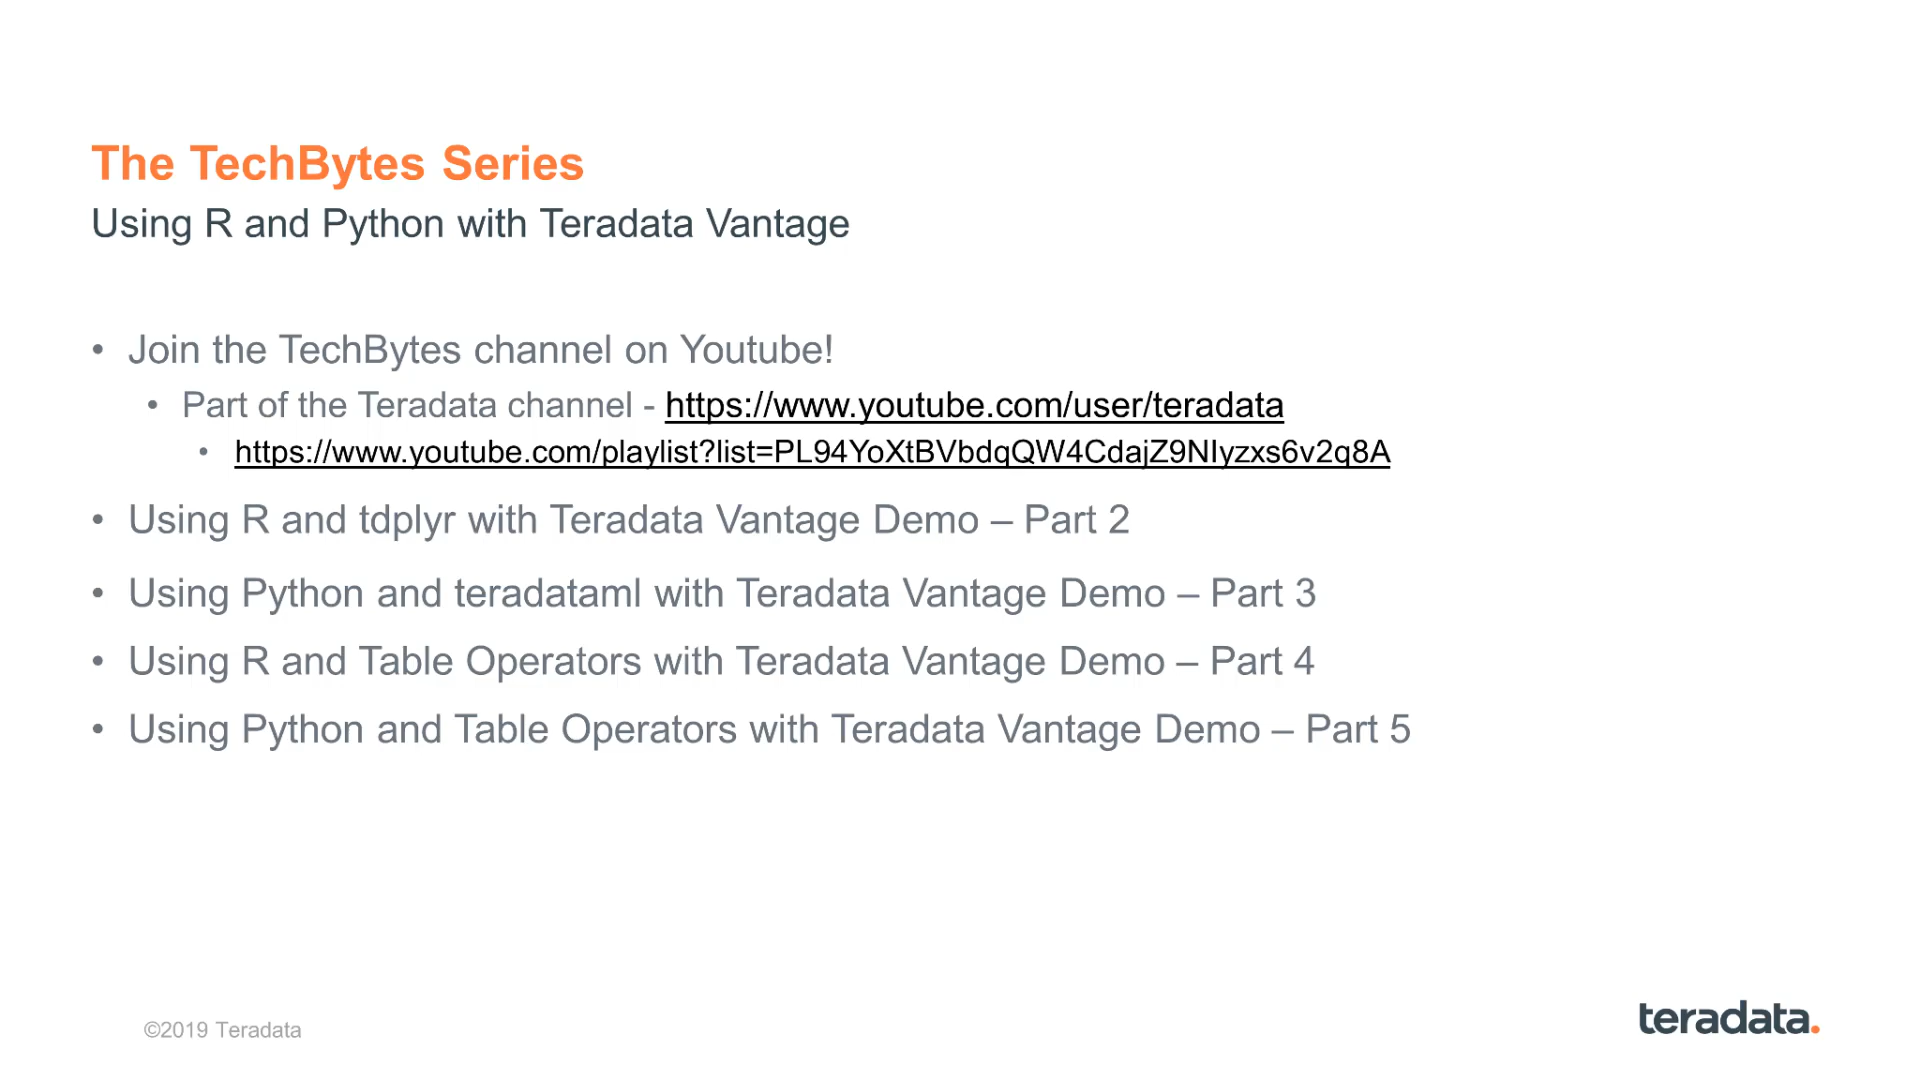 The TechBytes Series
Using R and Python with Teradata Vantage
• Join the TechBytes channel on Youtube!
• Part of the Teradata channel - https://www.youtube.com/user/teradata
• https://www.youtube.com/playlist?list=PL94YoXtBVbdqQW4CdajZ9NIyzxs6v2q8A
• Using R and tdplyr with Teradata Vantage Demo – Part 2
• Using Python and teradataml with Teradata Vantage Demo – Part 3
• Using R and Table Operators with Teradata Vantage Demo – Part 4
• Using Python and Table Operators with Teradata Vantage Demo – Part 5
©2019 Teradata
teradata.